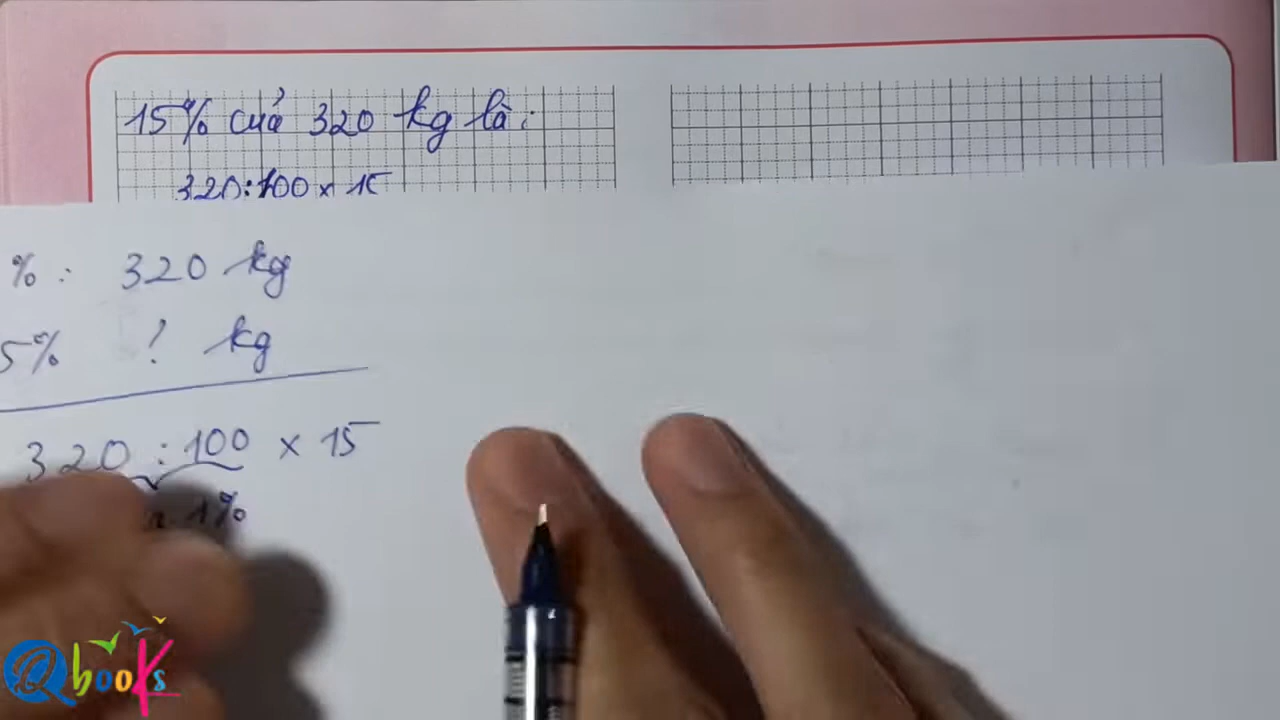 15% của 320 kg là:
320:100 x 15
% : 320 kg
5% ? kg
320 : 100 x 15
1%
Qbooks